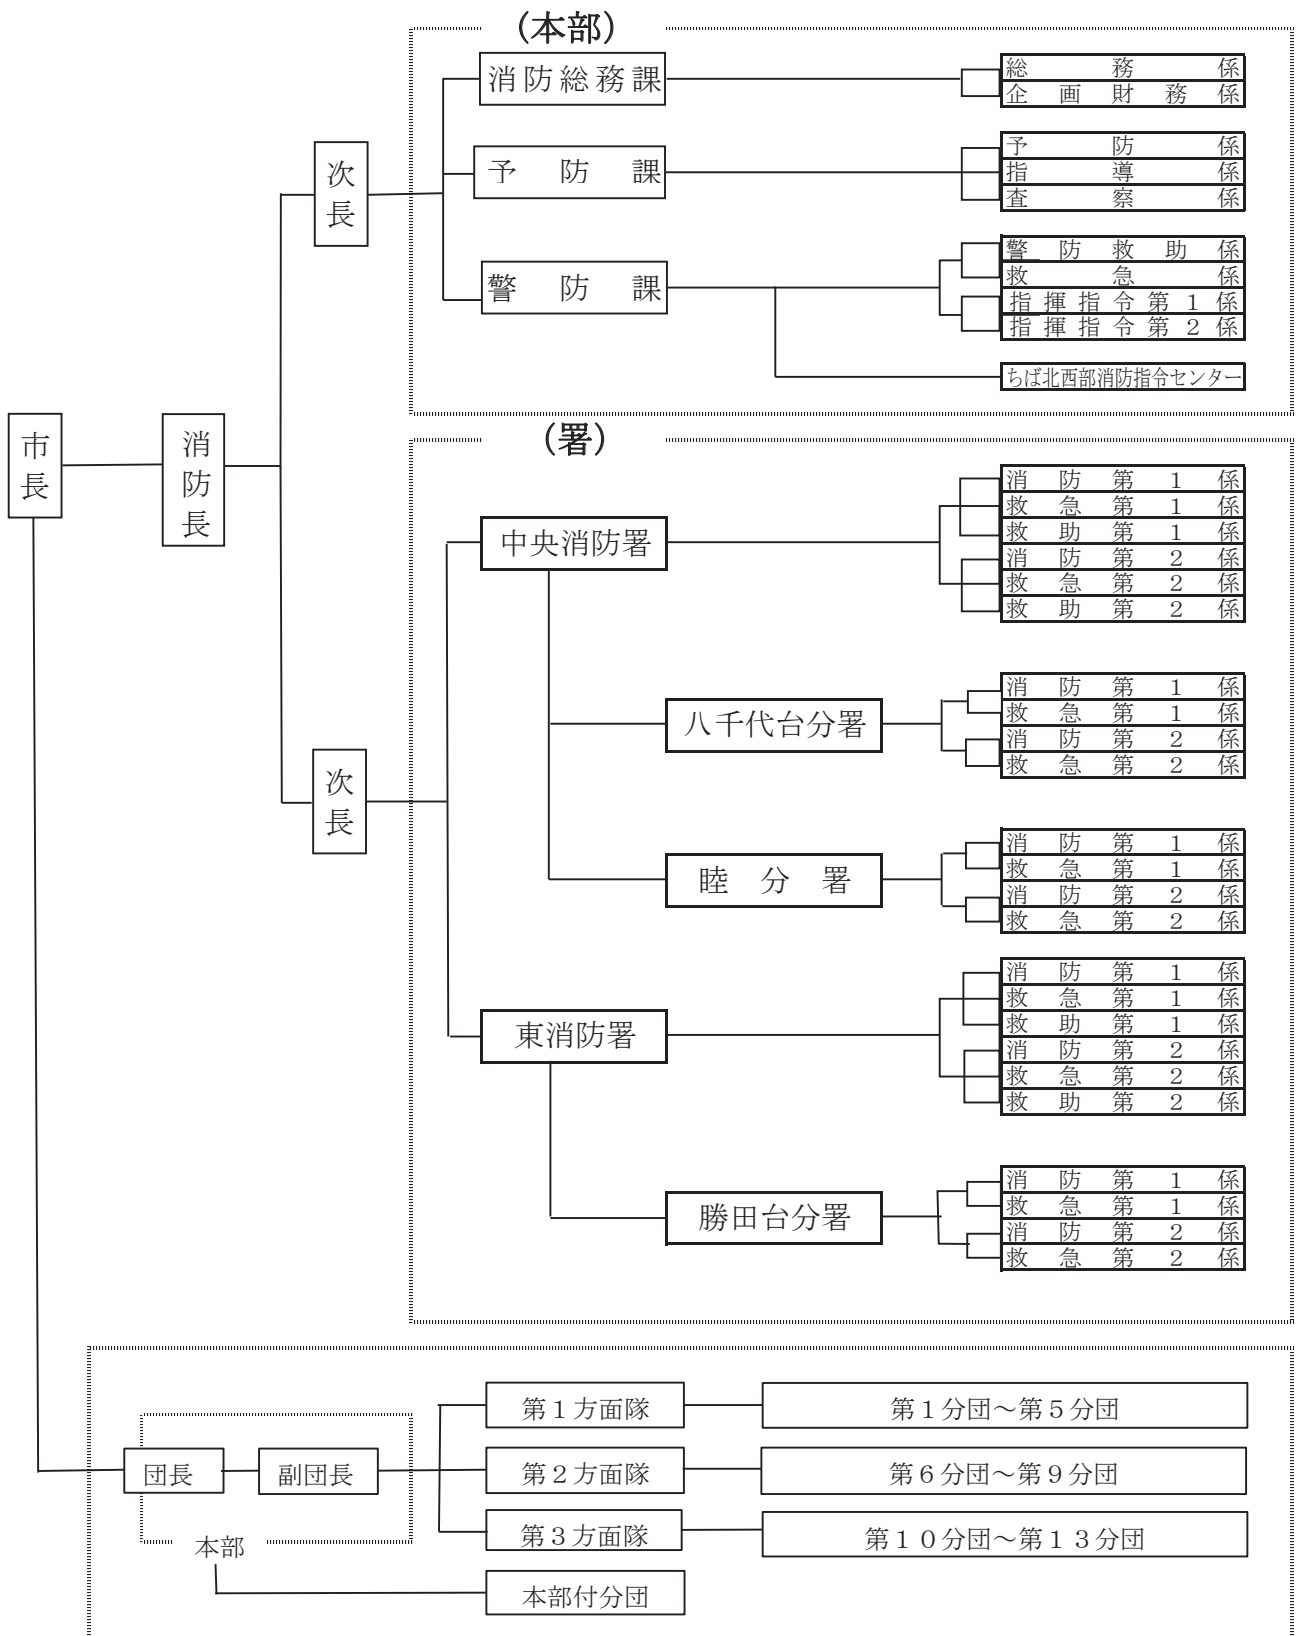 (本部)
消防総務課
総務係
企画財務係
次長
予防課
予防係
指導係
査察係
警防課
警防救助係
救急係
指揮指令第1係
指揮指令第2係
ちば北西部消防指令センター
市長
消防長
(署)
中央消防署
消防第1係
救急第1係
救助第1係
消防第2係
救急第2係
救助第2係
八千代台分署
消防第1係
救急第1係
消防第2係
救急第2係
次長
睦分署
消防第1係
救急第1係
消防第2係
救急第2係
東消防署
消防第1係
救急第1係
救助第1係
消防第2係
救急第2係
救助第2係
勝田台分署
消防第1係
救急第1係
消防第2係
救急第2係
第1方面隊
第1分団～第5分団
団長
副団長
第2方面隊
第6分団～第9分団
第3方面隊
第10分団～第13分団
本部
本部付分団